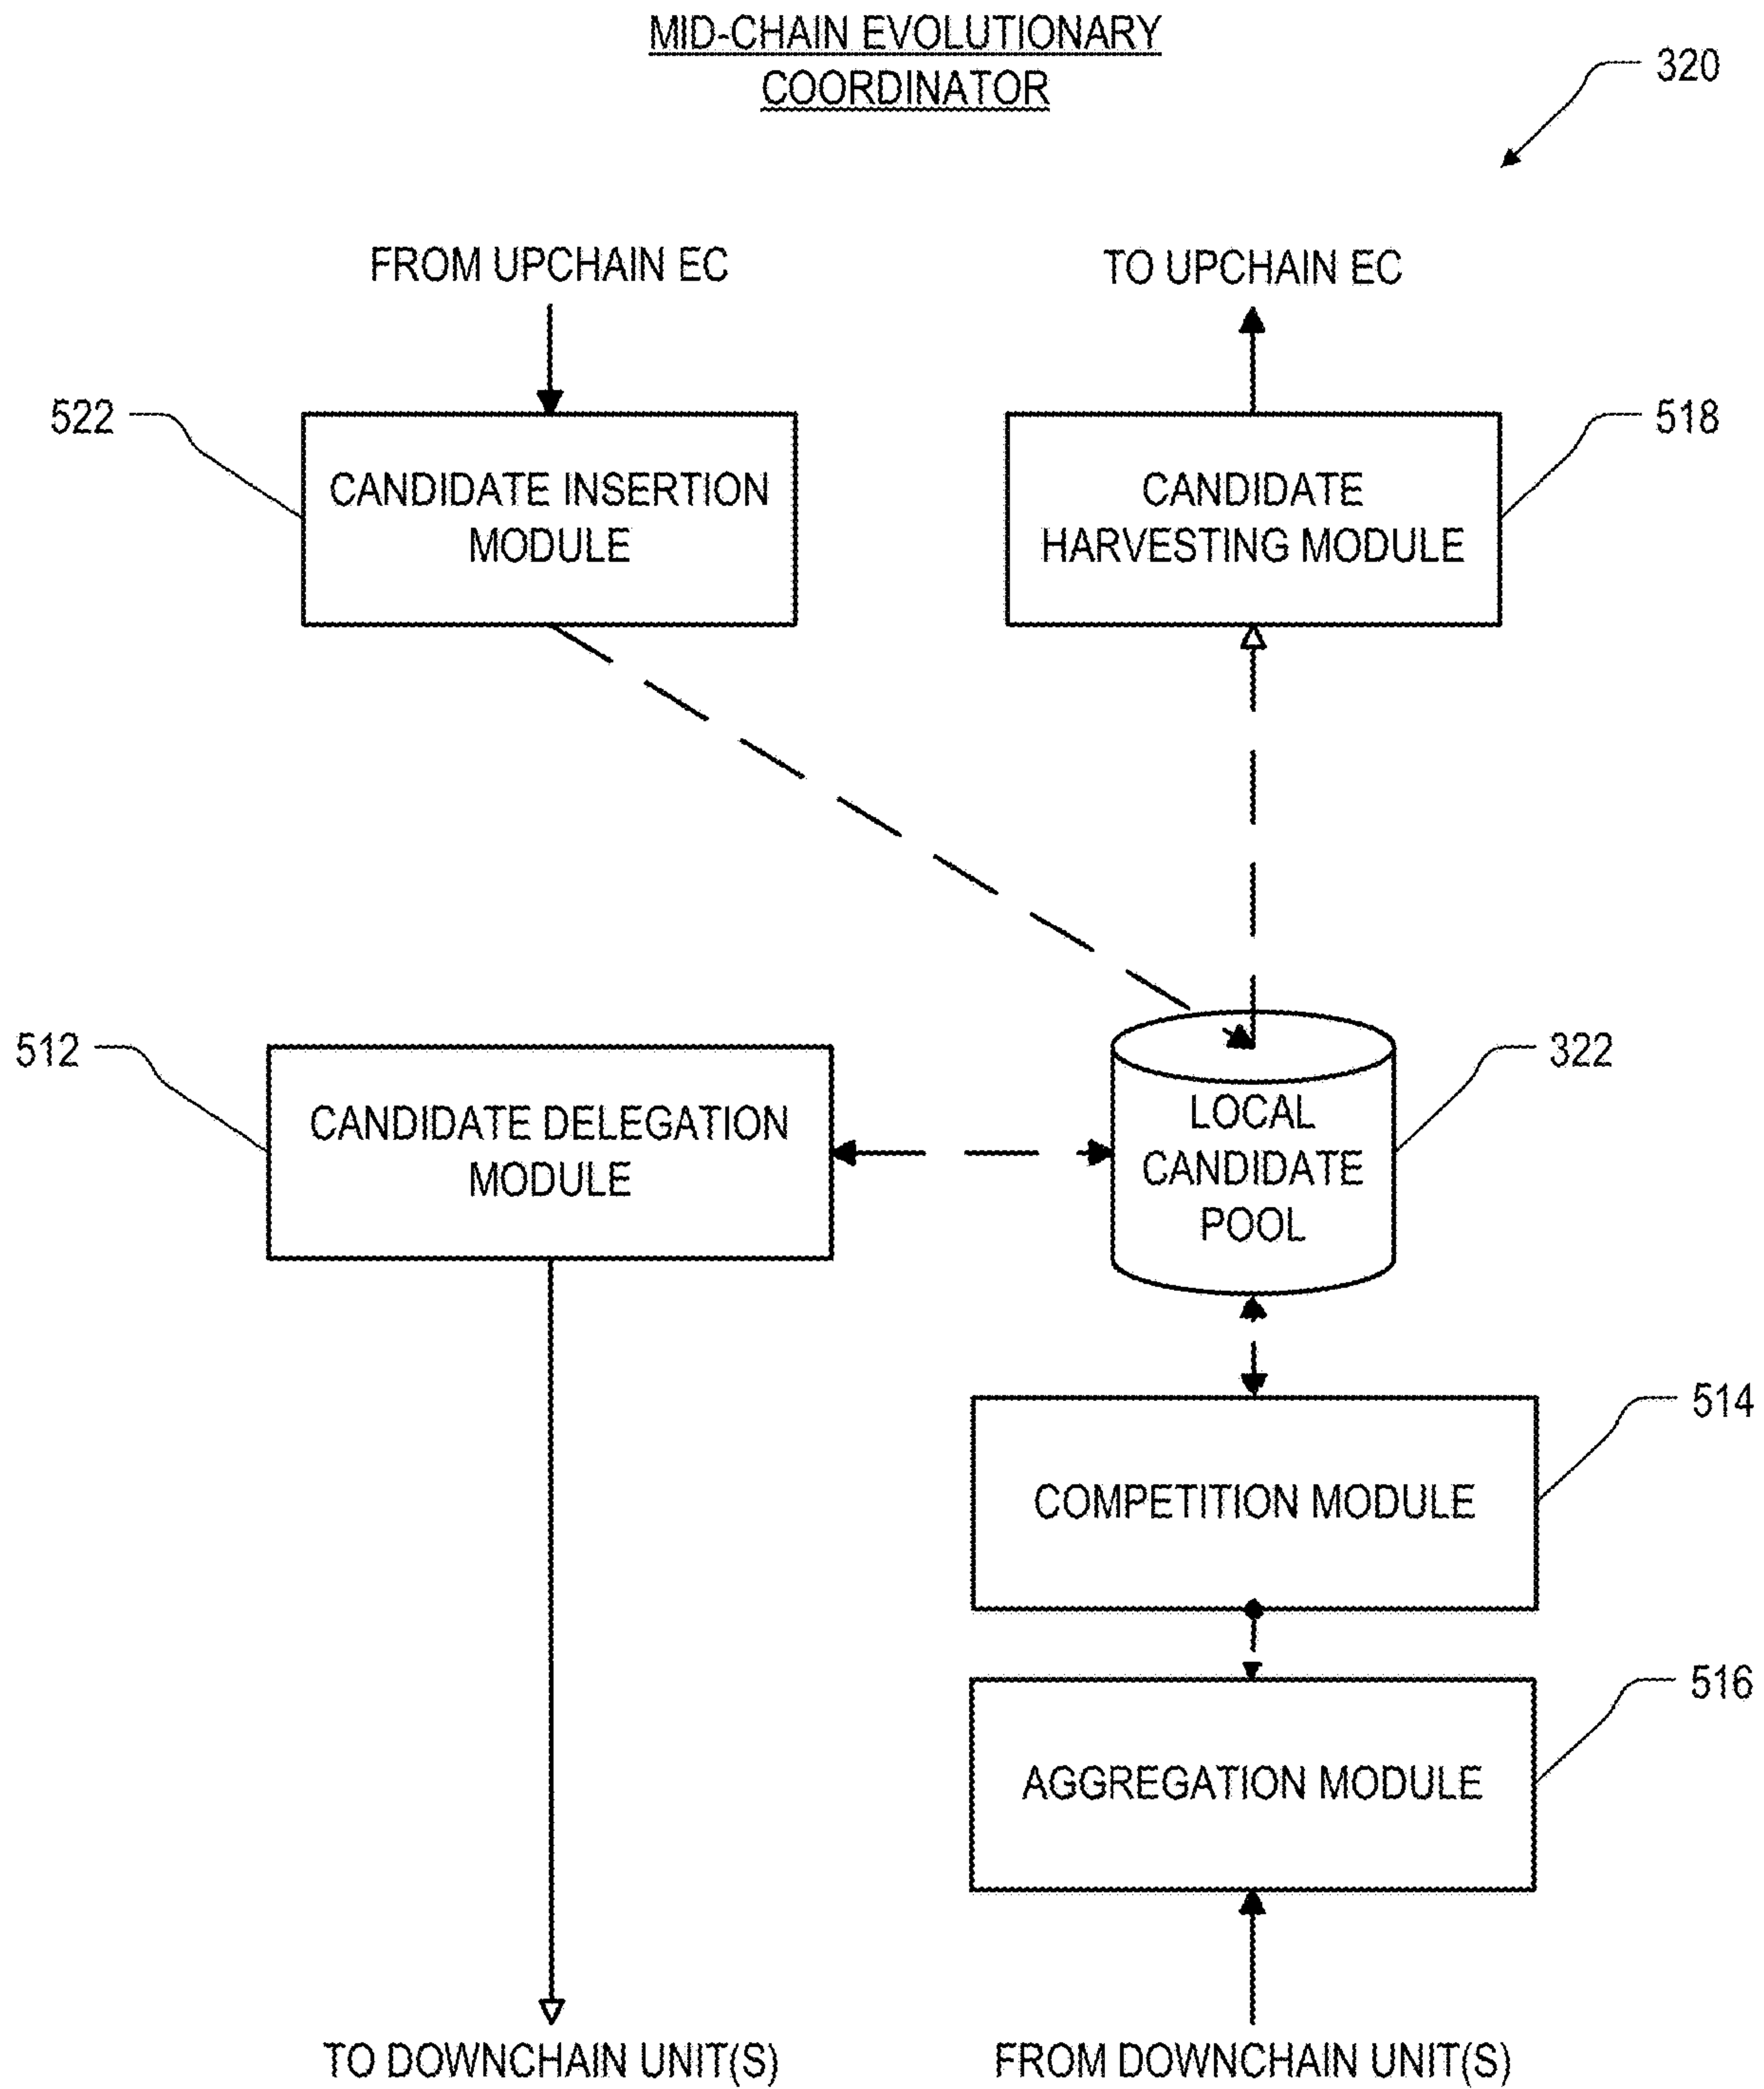 MID-CHAIN EVOLUTIONARY
COORDINATOR
320
FROM UPCHAIN EC
TO UPCHAIN EC
522
CANDIDATE INSERTION
MODULE
518
CANDIDATE
HARVESTING MODULE
512
CANDIDATE DELEGATION
MODULE
322
LOCAL
CANDIDATE
POOL
514
COMPETITION MODULE
516
AGGREGATION MODULE
TO DOWNCHAIN UNIT(S)
FROM DOWNCHAIN UNIT(S)